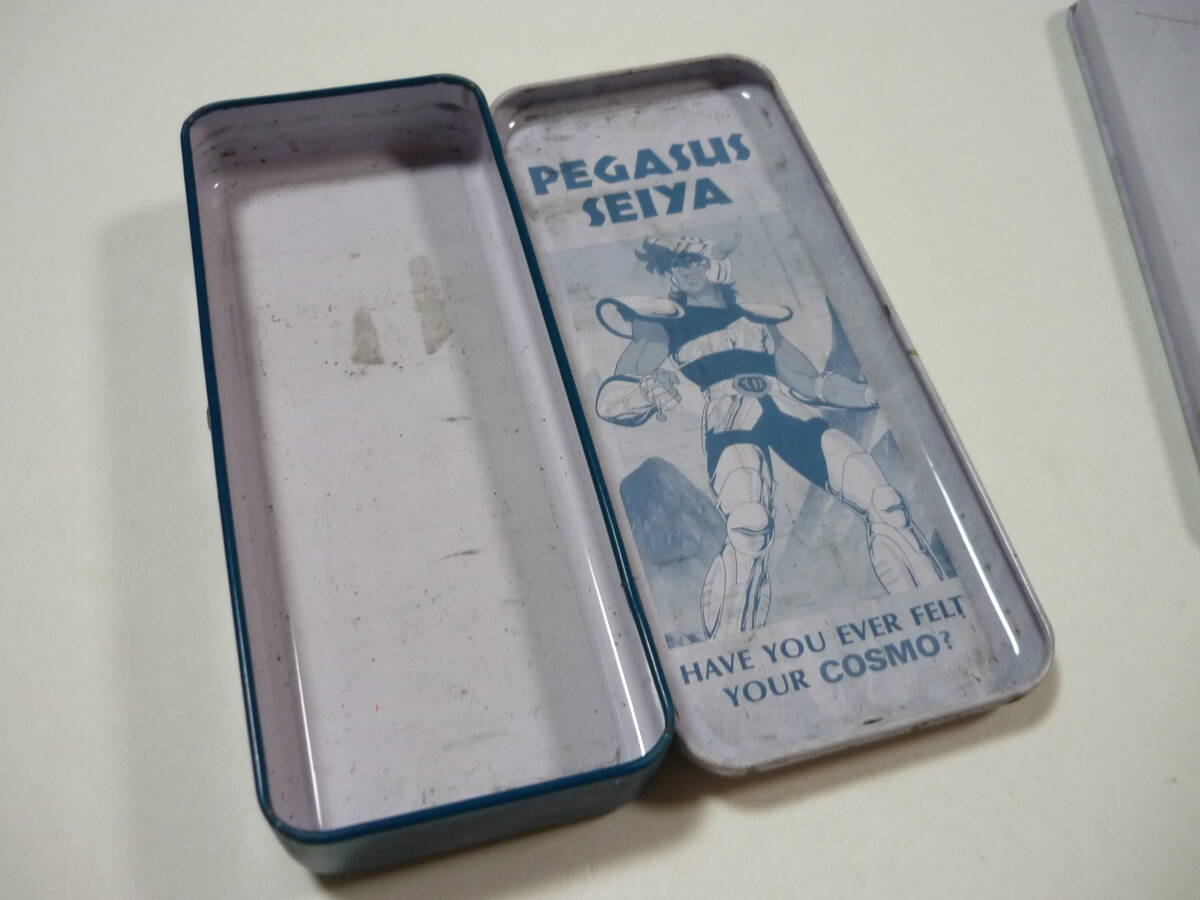 PEGASUS
SEIYA
HAVE YOU EVER FELT
YOUR COSMO?